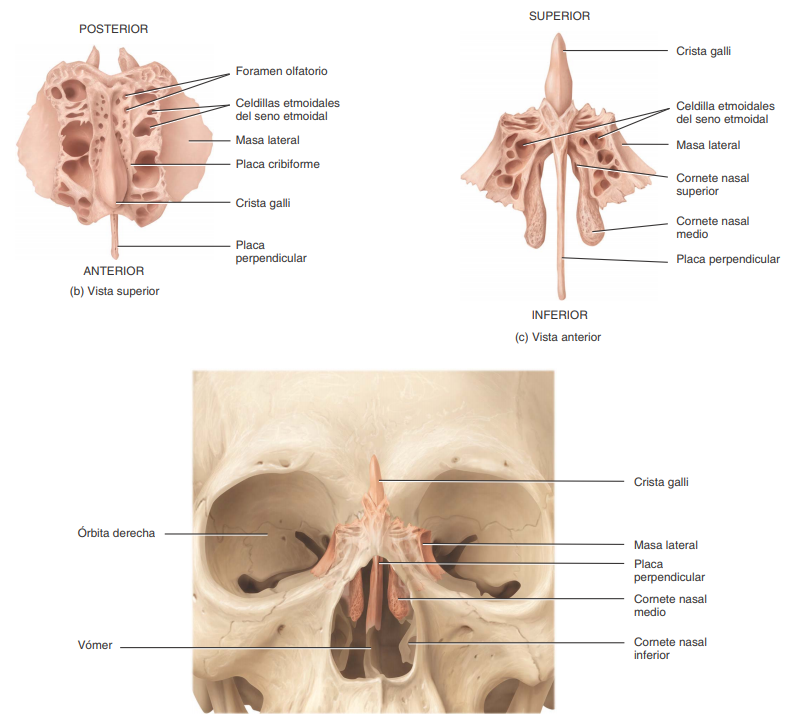 POSTERIOR
Foramen olfatorio
Celdillas etmoidales
del seno etmoidal
Masa lateral
Placa cribiforme
Crista galli
Placa
perpendicular
ANTERIOR
(b) Vista superior
SUPERIOR
Crista galli
Celdilla etmoidales
del seno etmoidal
Masa lateral
Cornete nasal
superior
Cornete nasal
medio
Placa perpendicular
INFERIOR
(c) Vista anterior
Crista galli
Órbita derecha
Masa lateral
Placa
perpendicular
Cornete nasal
medio
Vómer
Cornete nasal
inferior